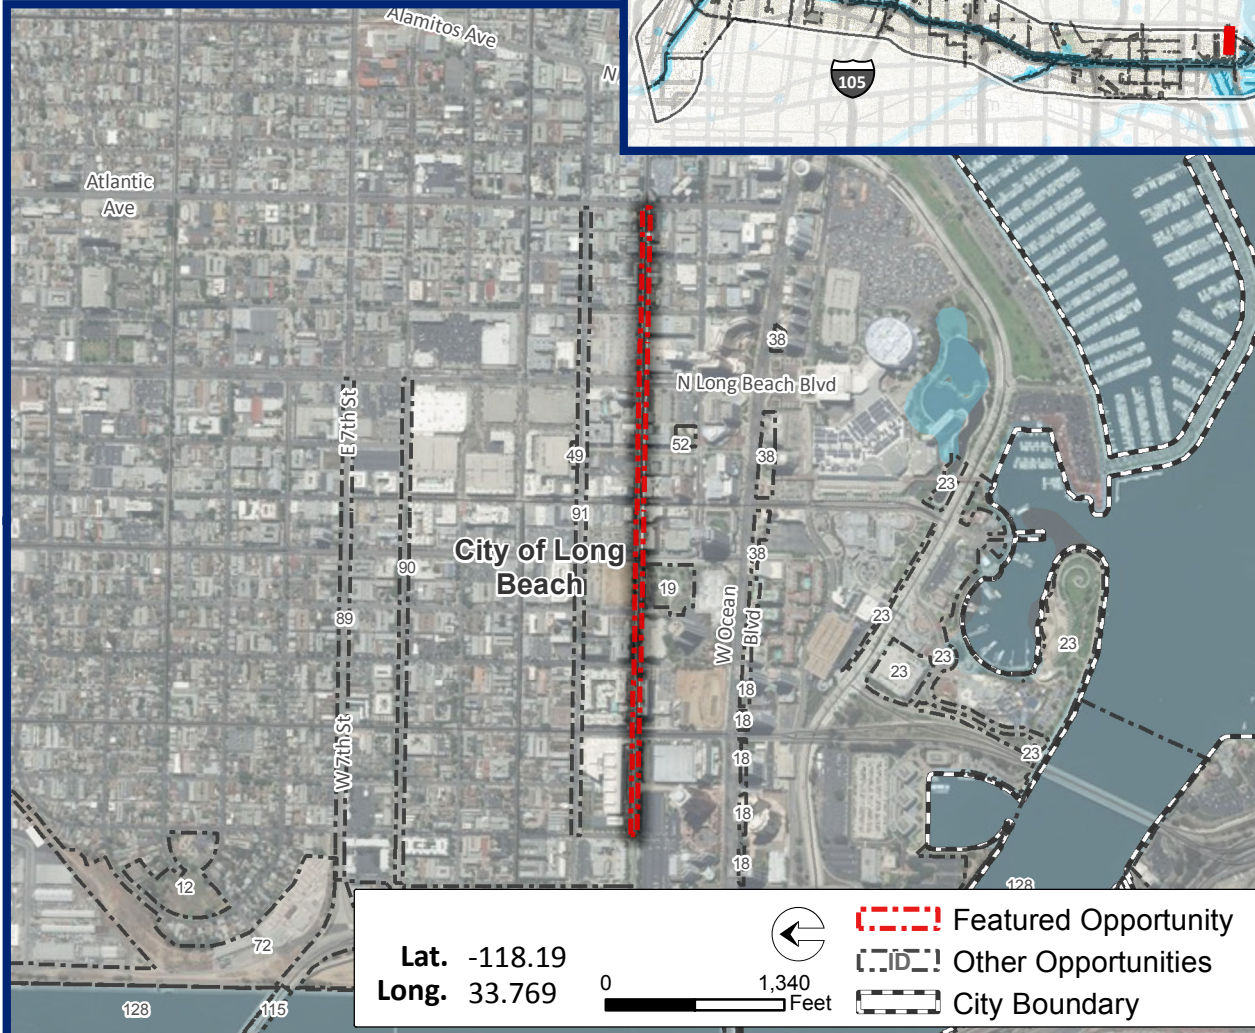 Alamitos Ave
N
105
Atlantic
Ave
38
N Long Beach Blvd
E 7th St
52
49
38
23
91
City of Long
Beach
90
38
19
89
W Ocean
Blvd
23
23
23
23
18
18
W 7th St
18
23
18
18
12
128
72
128
115
Lat. -118.19
Long. 33.769
0 1,340
Feet
Featured Opportunity
ID Other Opportunities
City Boundary